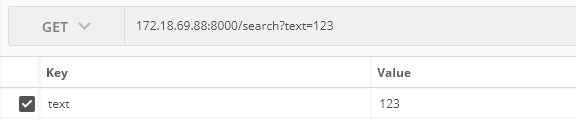 GET 172.18.69.88:8000/search?text=123
Key Value
text 123